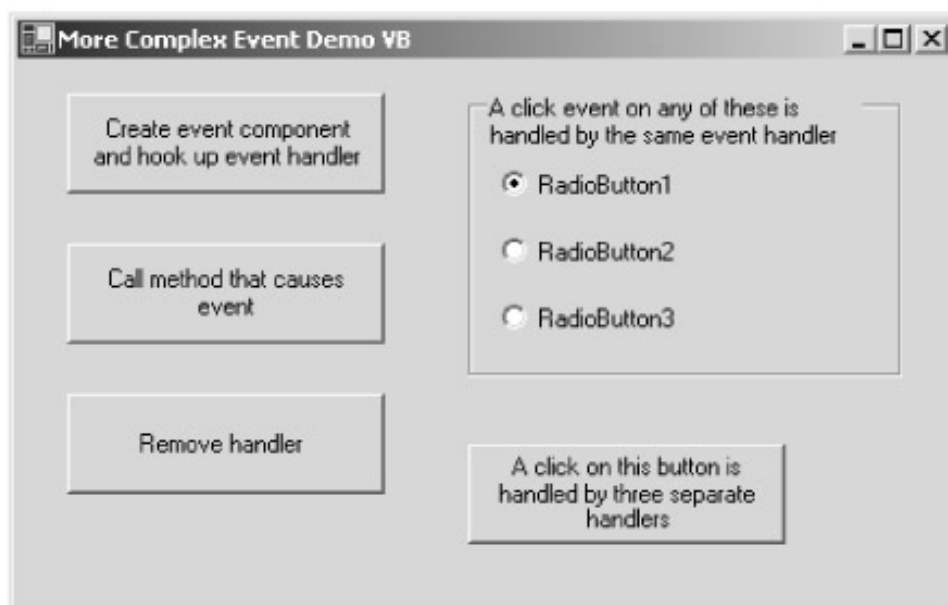 More Complex Event Demo VB
Create event component
and hook up event handler
Call method that causes
event
Remove handler
A click event on any of these is
handled by the same event handler
RadioButton1
RadioButton2
RadioButton3
A click on this button is
handled by three separate
handlers